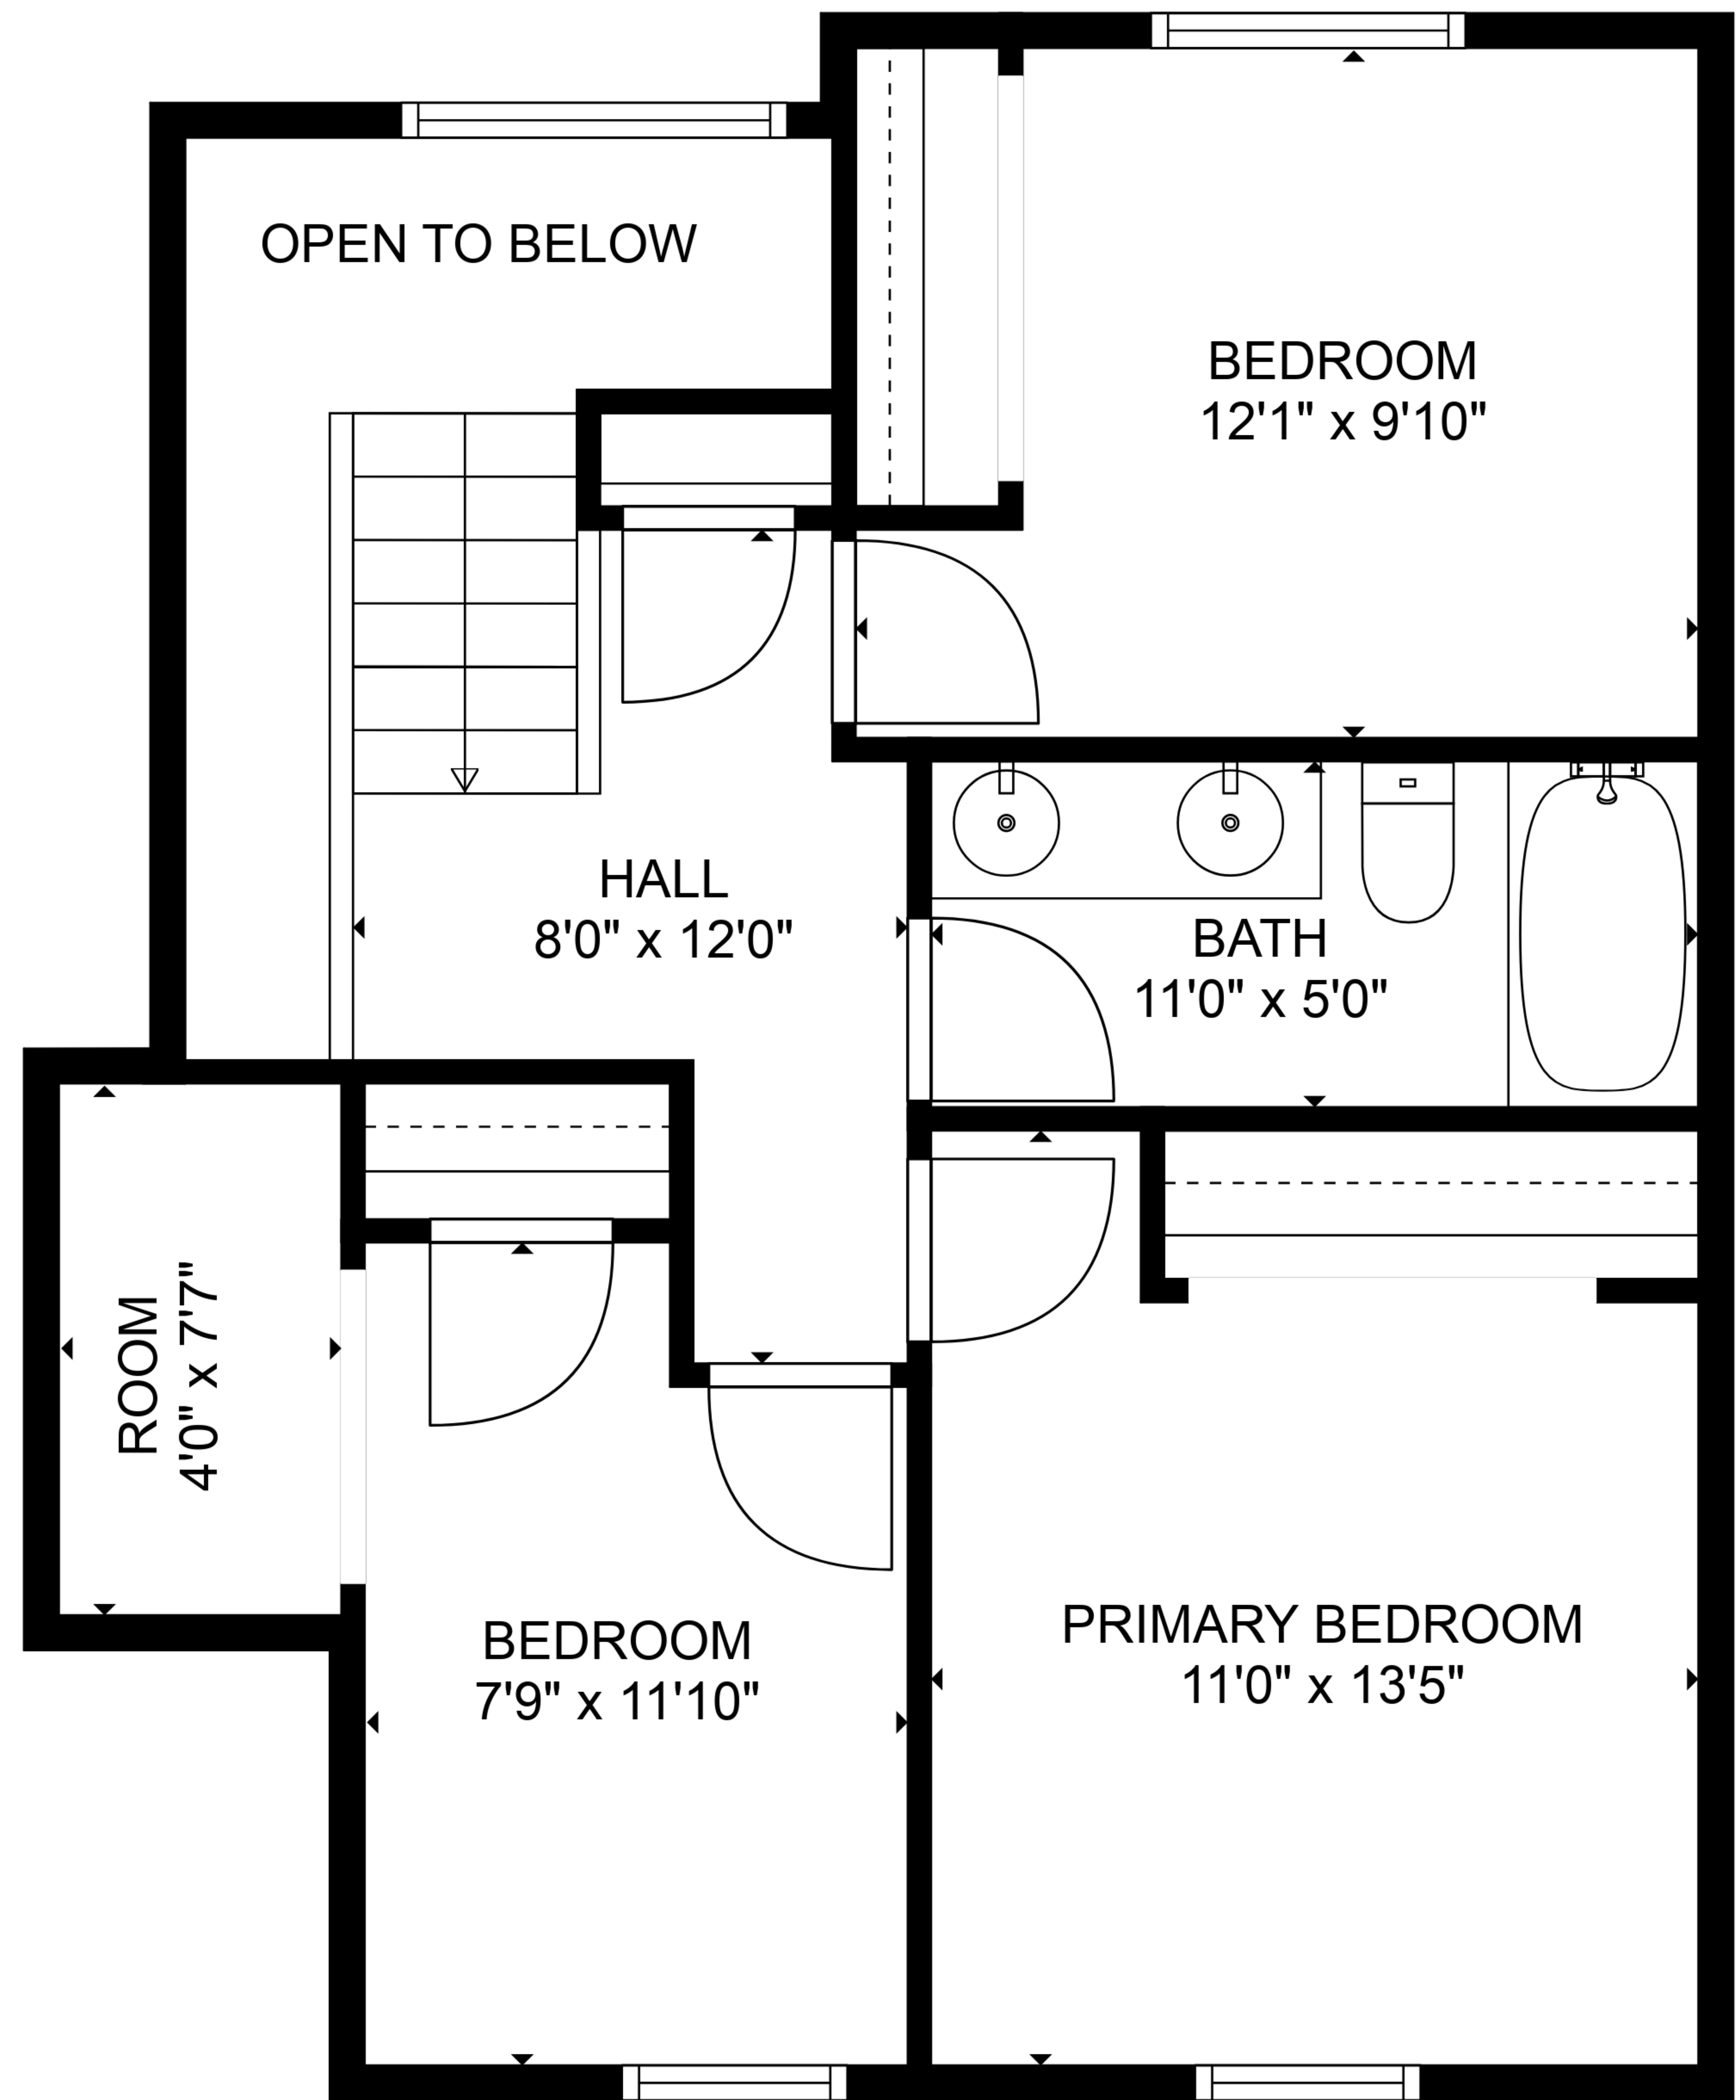 OPEN TO BELOW
BEDROOM
12'1" x 9'10"
HALL
8'0" x 12'0"
BATH
11'0" x 5'0"
ROOM
4'0" x 7'7"
BEDROOM
7'9" x 11'10"
PRIMARY BEDROOM
11'0" x 13'5"